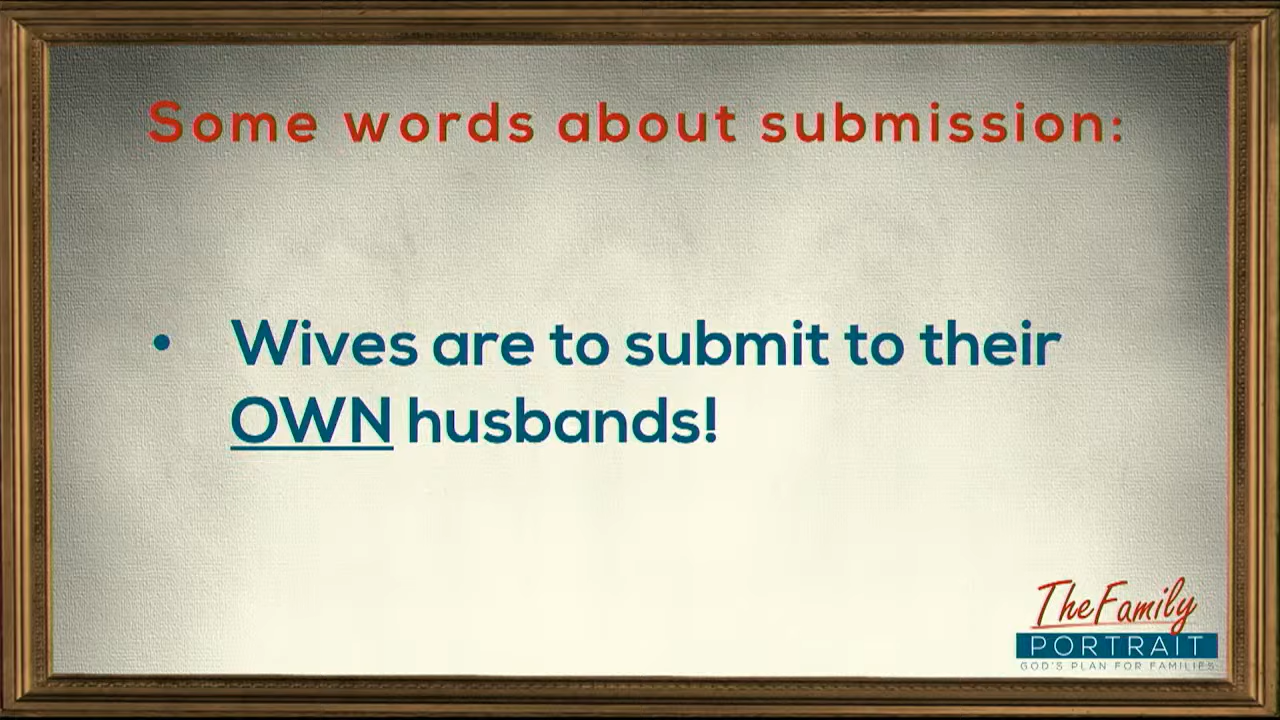 Some words about submission:
• Wives are to submit to their
OWN husbands!
The Family
PORTRAIT
GOD'S PLAN FOR FAMILIES